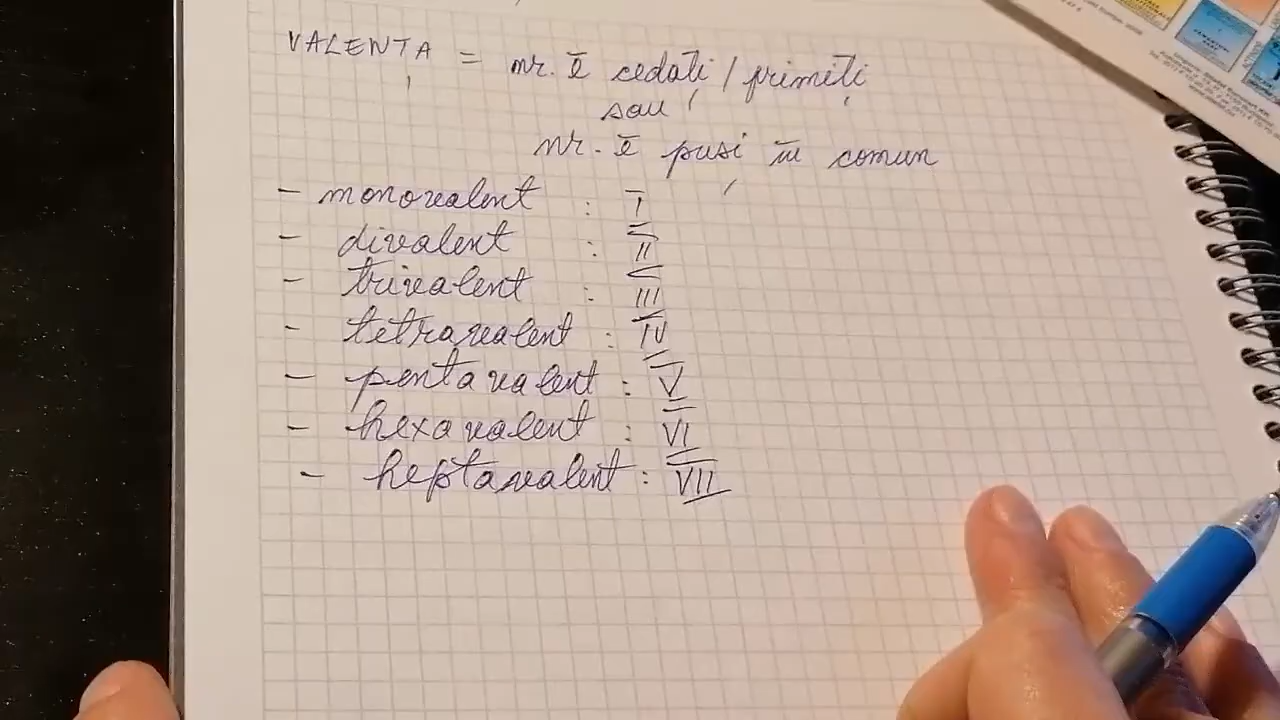 VALENȚA = nr. ē cedați / primiți
sau
nr. ē puși în comun
- monovalent : I
- divalent : II
- trivalent : III
- tetravalent : IV
- pentavalent : V
- hexavalent : VI
- heptavalent : VII